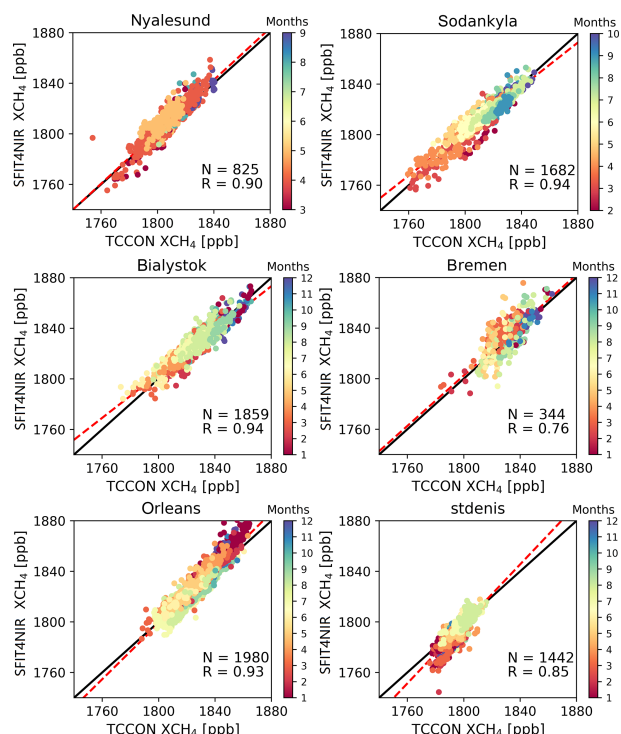 Nyalesund
Months
SFIT4NIR XCH4 [ppb]
1880
1840
1800
1760
1760 1800 1840 1880
TCCON XCH4 [ppb]
N = 825
R = 0.90
9
8
7
6
5
4
3
Sodankyla
Months
SFIT4NIR XCH4 [ppb]
1880
1840
1800
1760
1760 1800 1840 1880
TCCON XCH4 [ppb]
N = 1682
R = 0.94
10
9
8
7
6
5
4
3
2
Bialystok
Months
SFIT4NIR XCH4 [ppb]
1880
1840
1800
1760
1760 1800 1840 1880
TCCON XCH4 [ppb]
N = 1859
R = 0.94
12
11
10
9
8
7
6
5
4
3
2
1
Bremen
Months
SFIT4NIR XCH4 [ppb]
1880
1840
1800
1760
1760 1800 1840 1880
TCCON XCH4 [ppb]
N = 344
R = 0.76
12
11
10
9
8
7
6
5
4
3
2
1
Orleans
Months
SFIT4NIR XCH4 [ppb]
1880
1840
1800
1760
1760 1800 1840 1880
TCCON XCH4 [ppb]
N = 1980
R = 0.93
12
11
10
9
8
7
6
5
4
3
2
1
stdenis
Months
SFIT4NIR XCH4 [ppb]
1880
1840
1800
1760
1760 1800 1840 1880
TCCON XCH4 [ppb]
N = 1442
R = 0.85
12
11
10
9
8
7
6
5
4
3
2
1